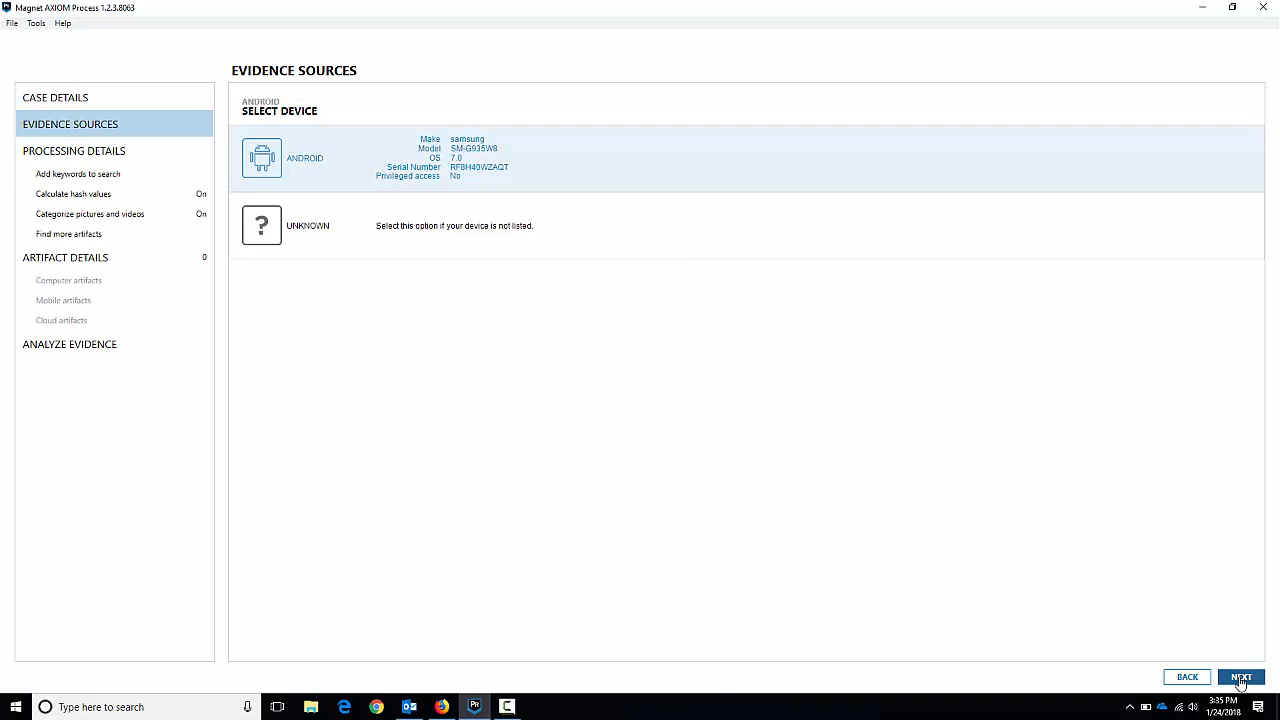 Magnet AXIOM Process 1.2.3.8063
File Tools Help
EVIDENCE SOURCES
CASE DETAILS
EVIDENCE SOURCES
PROCESSING DETAILS
Add keywords to search
Calculate hash values On
Categorize pictures and videos On
Find more artifacts
ARTIFACT DETAILS 0
Computer artifacts
Mobile artifacts
Cloud artifacts
ANALYZE EVIDENCE
ANDROID
SELECT DEVICE
ANDROID
Make samsung
Model SM-G935W8
OS 7.0
Serial Number RF8H40WZAQT
Privileged access No
?
UNKNOWN Select this option if your device is not listed.
BACK NEXT
Type here to search
3:35 PM
1/24/2018